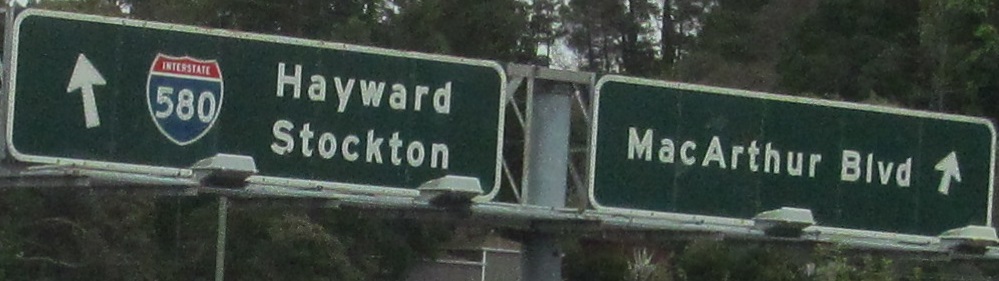 INTERSTATE
580
Hayward
Stockton
MacArthur Blvd